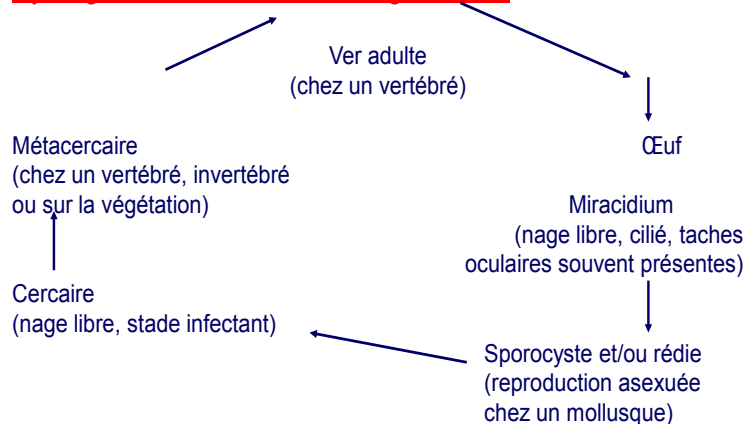 Ver adulte
(chez un vertébré)
Métacercaire
(chez un vertébré, invertébré
ou sur la végétation)
Œuf
Miracidium
(nage libre, cilié, taches
oculaires souvent présentes)
Cercaire
(nage libre, stade infectant)
Sporocyste et/ou rédie
(reproduction asexuée
chez un mollusque)